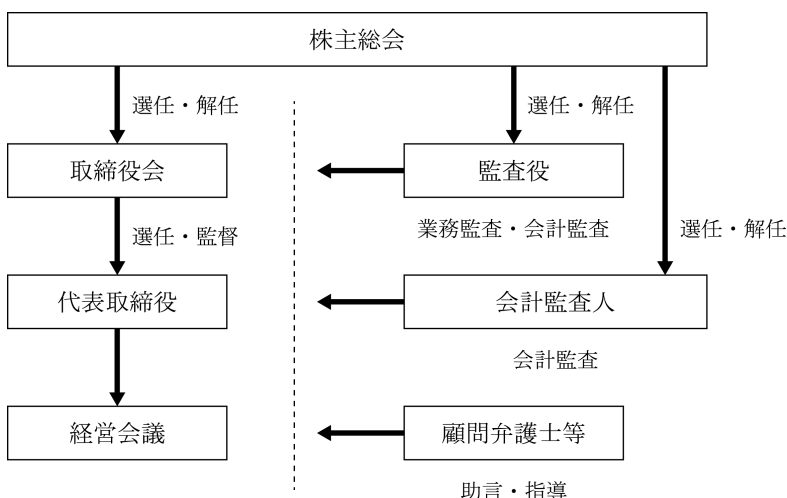 株主総会
選任・解任
選任・解任
取締役会
監査役
業務監査・会計監査
選任・解任
選任・監督
代表取締役
会計監査人
会計監査
経営会議
顧問弁護士等
助言・指導